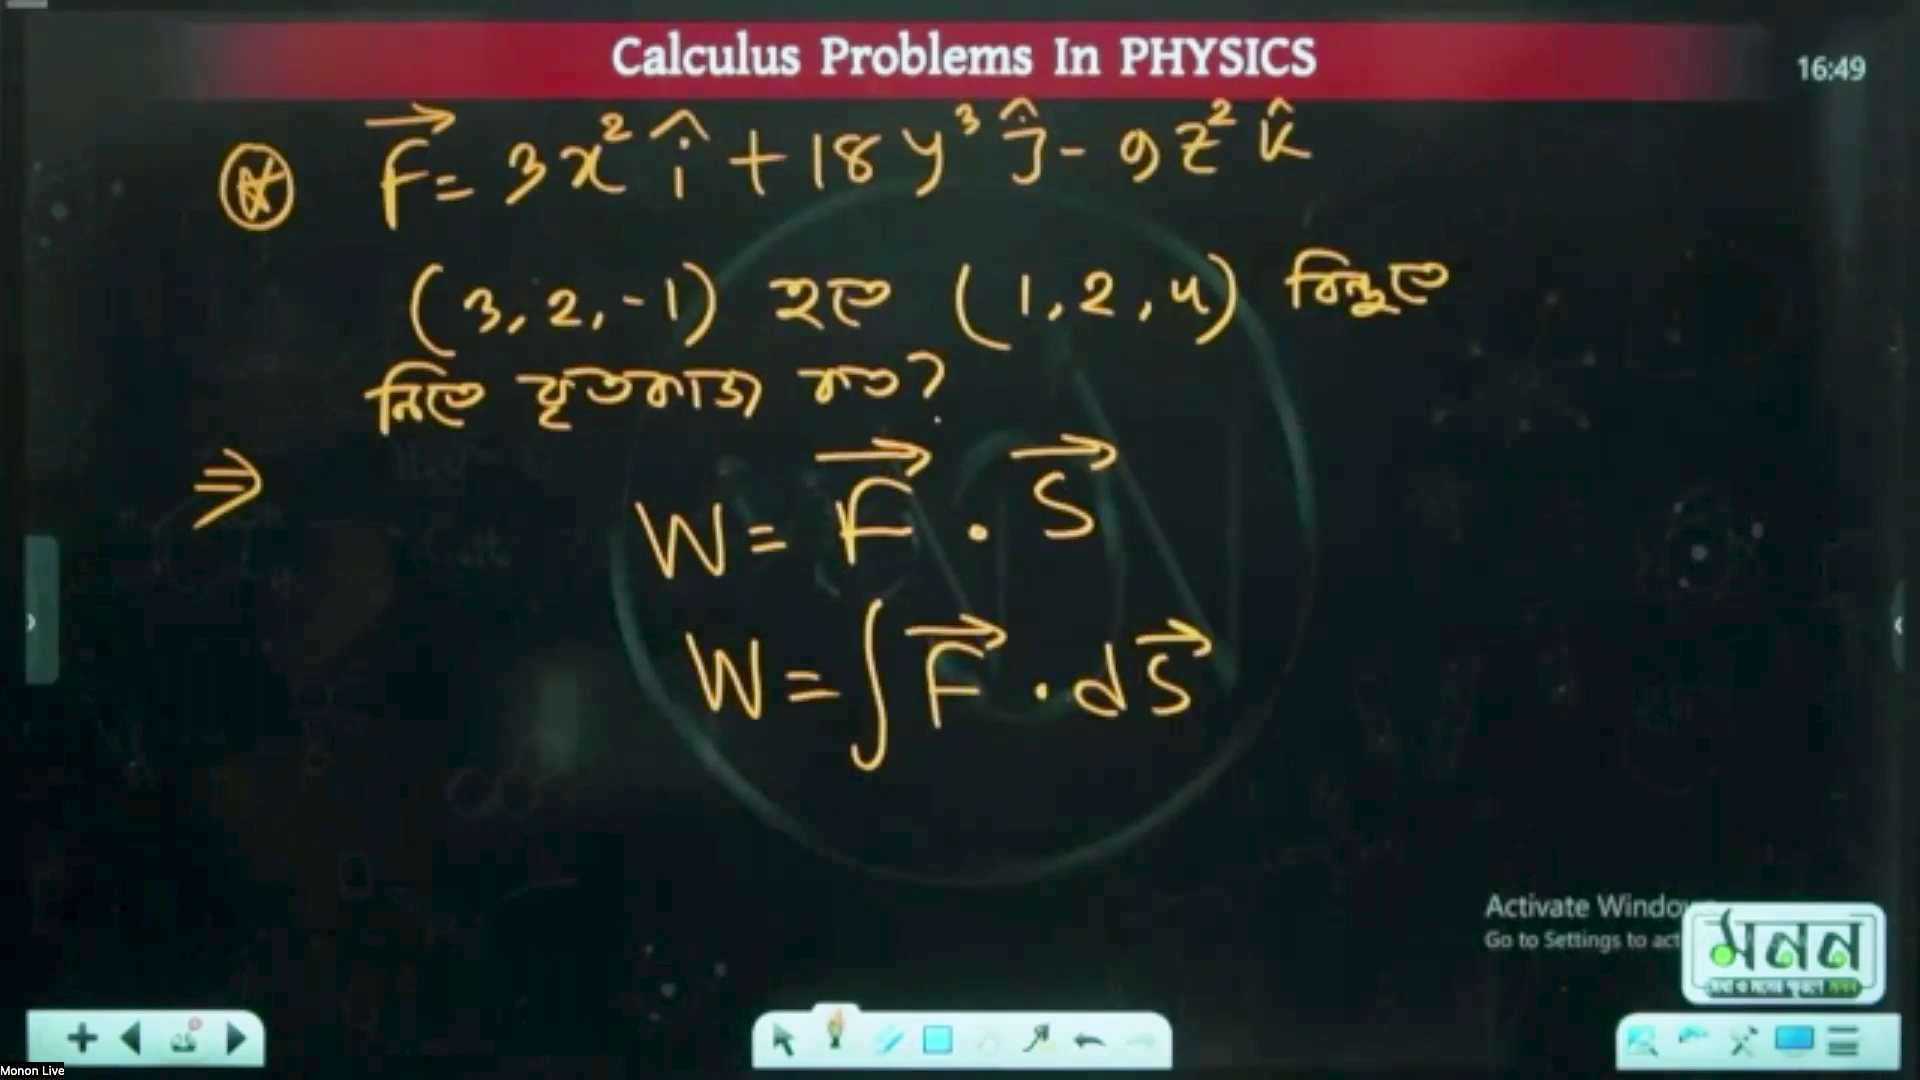 Calculus Problems In PHYSICS
16:49
F⃗ = 3x² î + 18y³ ĵ - 9z² k̂
(3, 2, -1) হতে (1, 2, 4) বিন্দুতে
নিতে কৃতকাজ কত?
⇒ W = F⃗ . S⃗
W = ∫ F⃗ . dS⃗
Activate Windo
Go to Settings to act
মনন
Monon Live